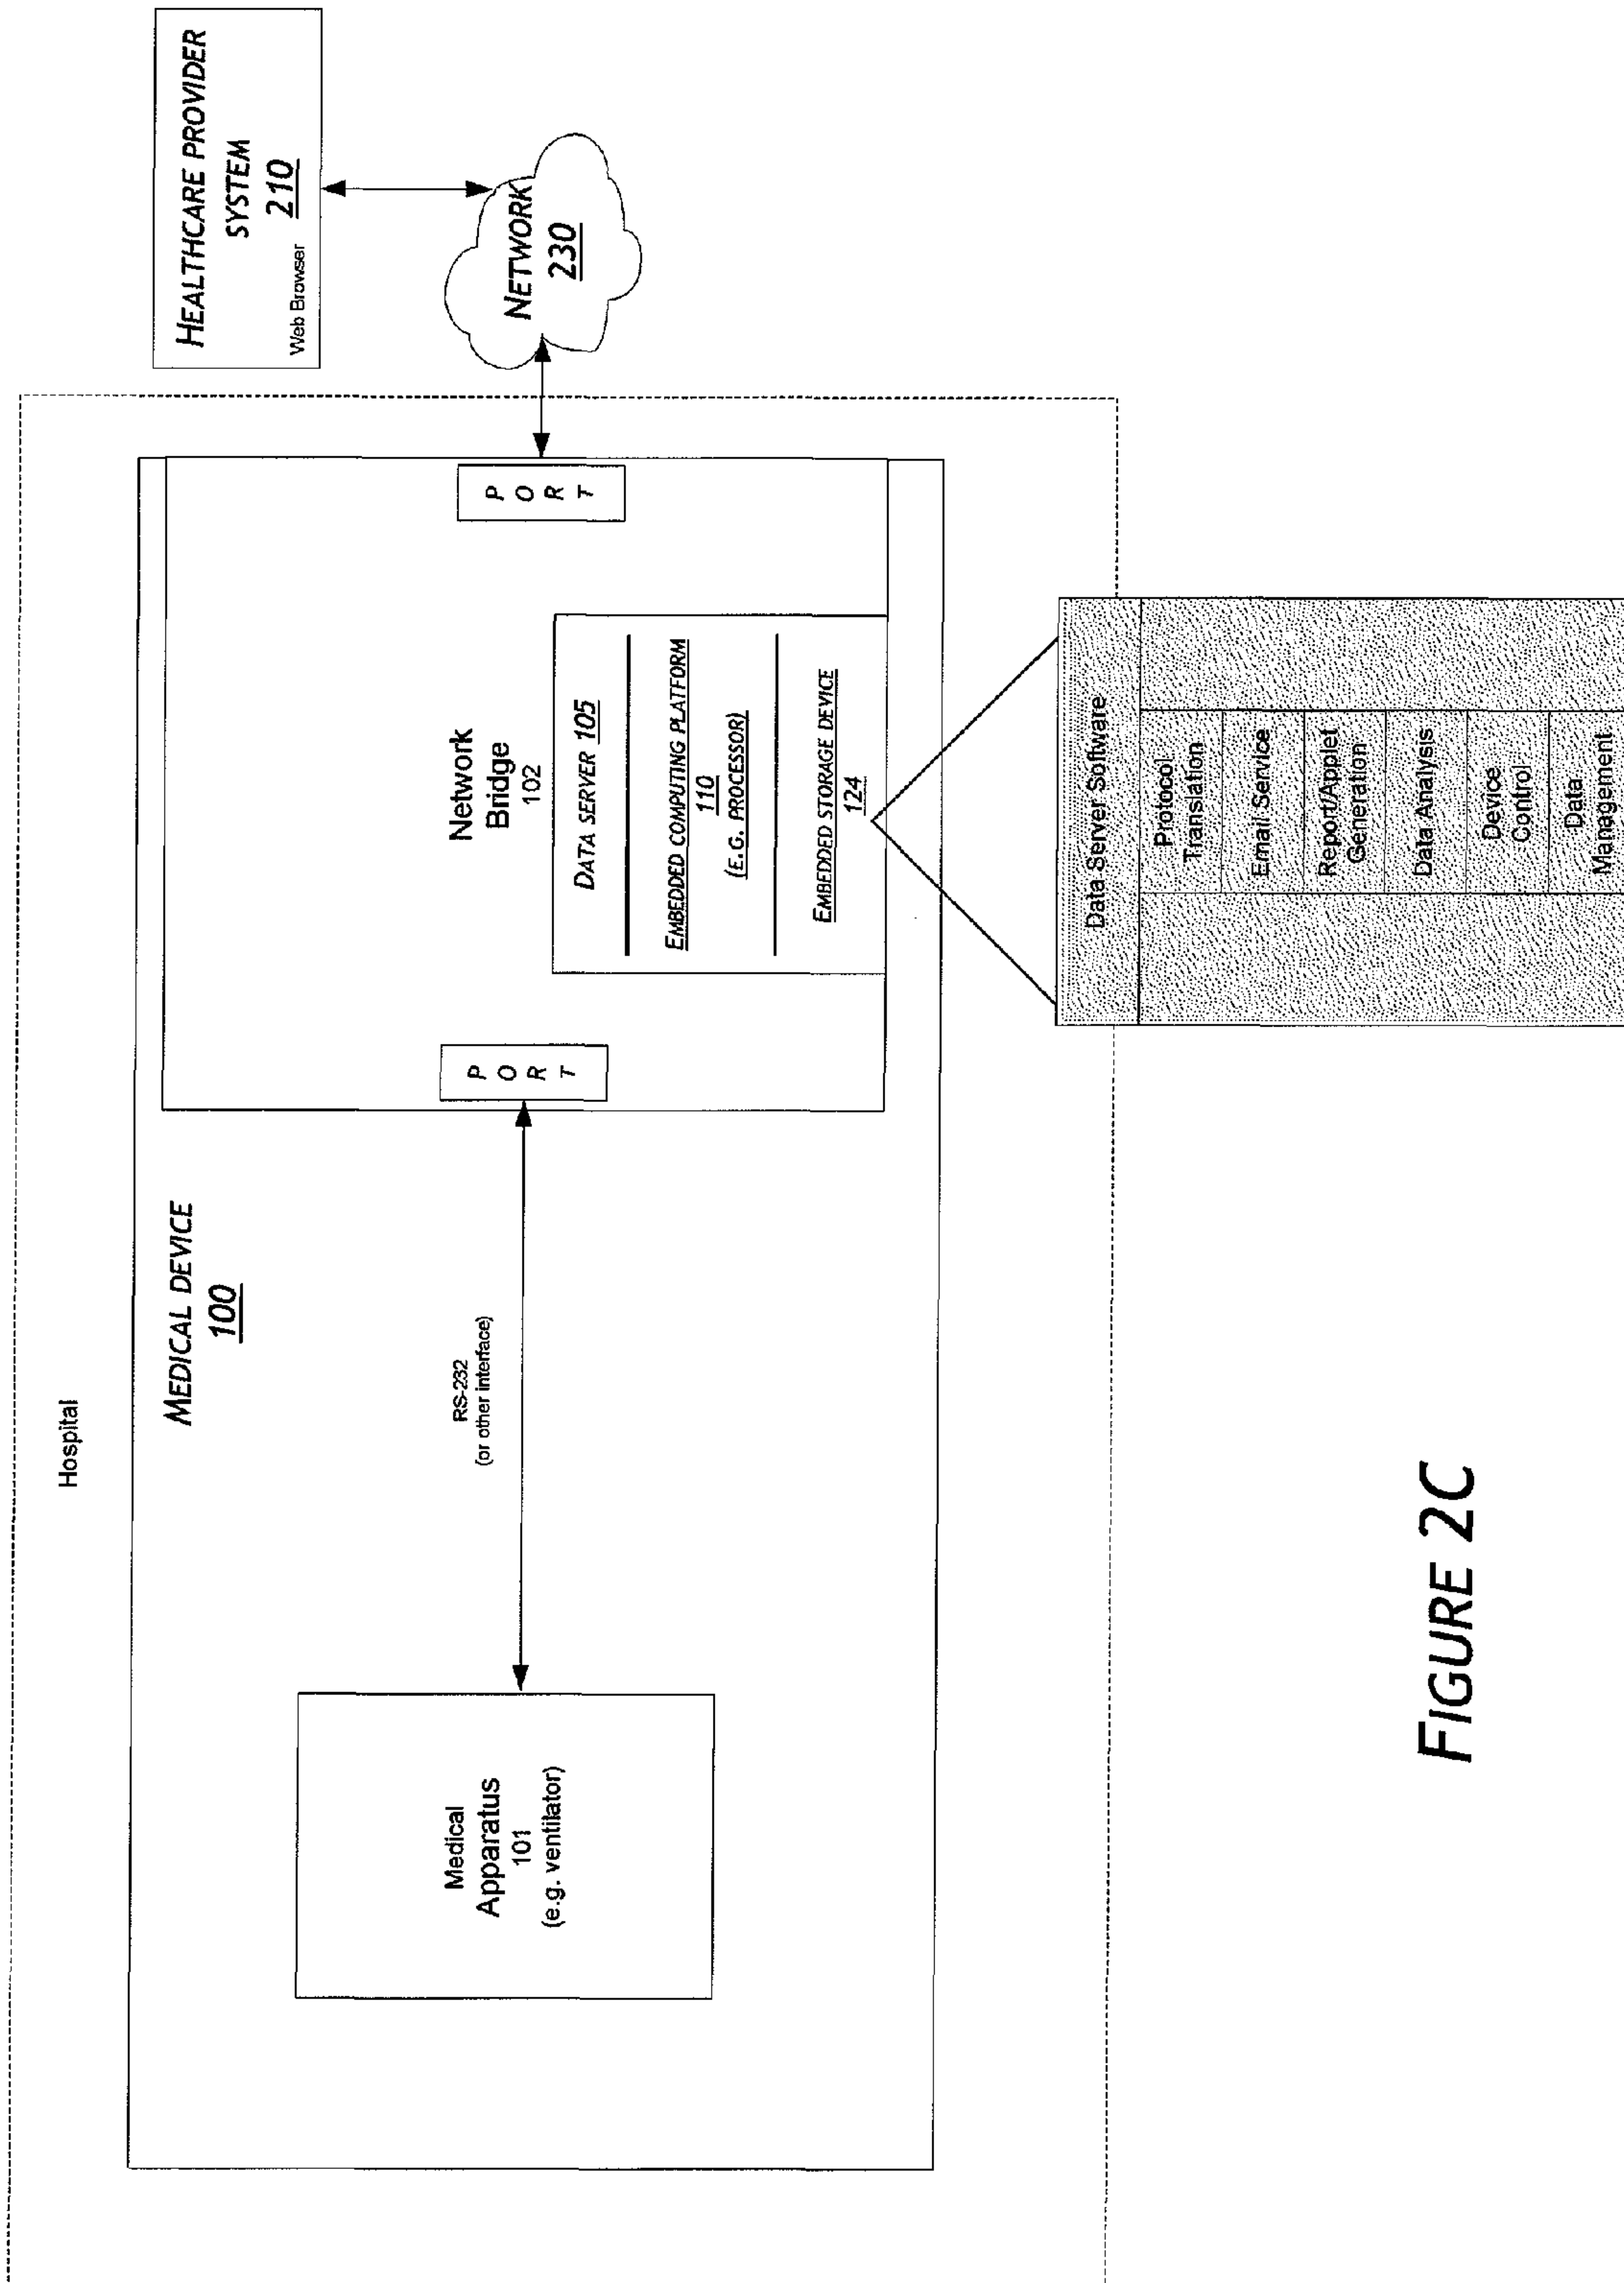 Hospital
MEDICAL DEVICE
100
Medical
Apparatus
101
(e.g. ventilator)
RS-232
(or other interface)
P
O
R
T
Network
Bridge
102
DATA SERVER 105
EMBEDDED COMPUTING PLATFORM
110
(E.G. PROCESSOR)
EMBEDDED STORAGE DEVICE
124
P
O
R
T
HEALTHCARE PROVIDER
SYSTEM
210
Web Browser
NETWORK
230
Data Server Software
Protocol
Translation
Email Service
Report/Applet
Generation
Data Analysis
Device
Control
Data
Management
FIGURE 2C